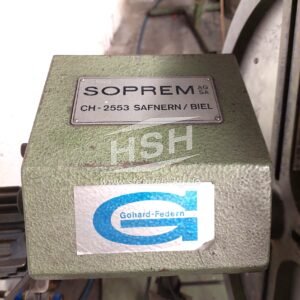 SOPREM AG SA
CH-2553 SAFNERN / BIEL
HSH
G
Gohard-Federn